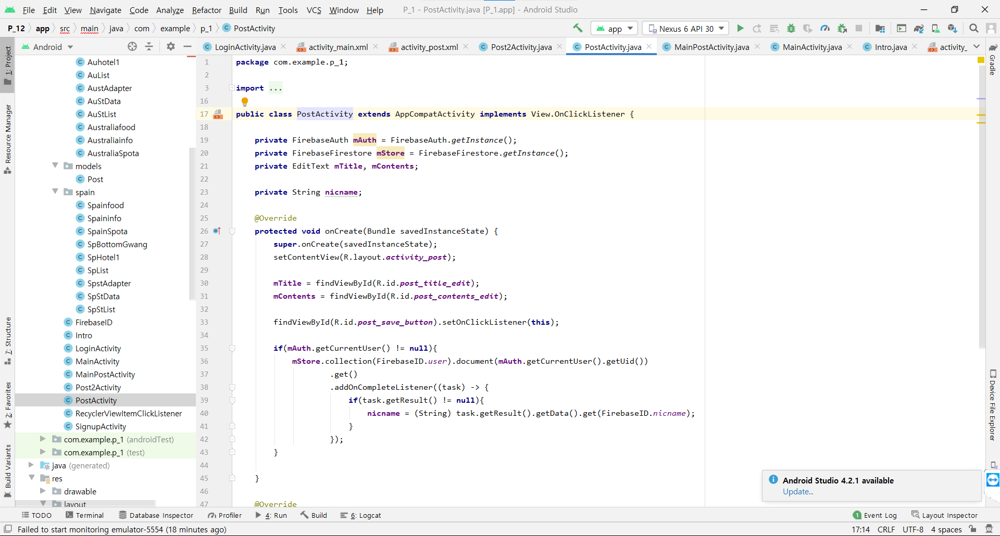 File Edit View Navigate Code Analyze Refactor Build Run Tools VCS Window Help P_1 - PostActivity.java [P_1.app] - Android Studio
P_12 app src main java com example p_1 PostActivity app Nexus 6 API 30
Android LoginActivity.java activity_main.xml activity_post.xml Post2Activity.java PostActivity.java MainPostActivity.java MainActivity.java Intro.java activity_
1: Project
Resource Manager
7: Structure
2: Favorites
Build Variants
Auhotel1
AuList
AustAdapter
AuStData
AuStList
Australiafood
Australiainfo
AustraliaSpota
models
Post
spain
Spainfood
Spaininfo
SpainSpota
SpBottomGwang
SpHotel1
SpList
SpstAdapter
SpStData
SpStList
FirebaseID
Intro
LoginActivity
MainActivity
MainPostActivity
Post2Activity
PostActivity
RecyclerViewItemClickListener
SignupActivity
com.example.p_1 (androidTest)
com.example.p_1 (test)
java (generated)
res
drawable
layout
1 package com.example.p_1;
2
3 import ...
16
17 public class PostActivity extends AppCompatActivity implements View.OnClickListener {
18
19 private FirebaseAuth mAuth = FirebaseAuth.getInstance();
20 private FirebaseFirestore mStore = FirebaseFirestore.getInstance();
21 private EditText mTitle, mContents;
22
23 private String nicname;
24
25 @Override
26 protected void onCreate(Bundle savedInstanceState) {
27 super.onCreate(savedInstanceState);
28 setContentView(R.layout.activity_post);
29
30 mTitle = findViewById(R.id.post_title_edit);
31 mContents = findViewById(R.id.post_contents_edit);
32
33 findViewById(R.id.post_save_button).setOnClickListener(this);
34
35 if(mAuth.getCurrentUser() != null){
36 mStore.collection(FirebaseID.user).document(mAuth.getCurrentUser().getUid())
37 .get()
38 .addOnCompleteListener((task) -> {
39 if(task.getResult() != null){
40 nicname = (String) task.getResult().getData().get(FirebaseID.nicname);
41 }
42 });
43 }
44
45 }
46
47 @Override
Gradle
Device File Explorer
Android Studio 4.2.1 available
Update...
TODO Terminal Database Inspector Profiler 4: Run Build 6: Logcat 1 Event Log Layout Inspector
Failed to start monitoring emulator-5554 (18 minutes ago) 17:14 CRLF UTF-8 4 spaces